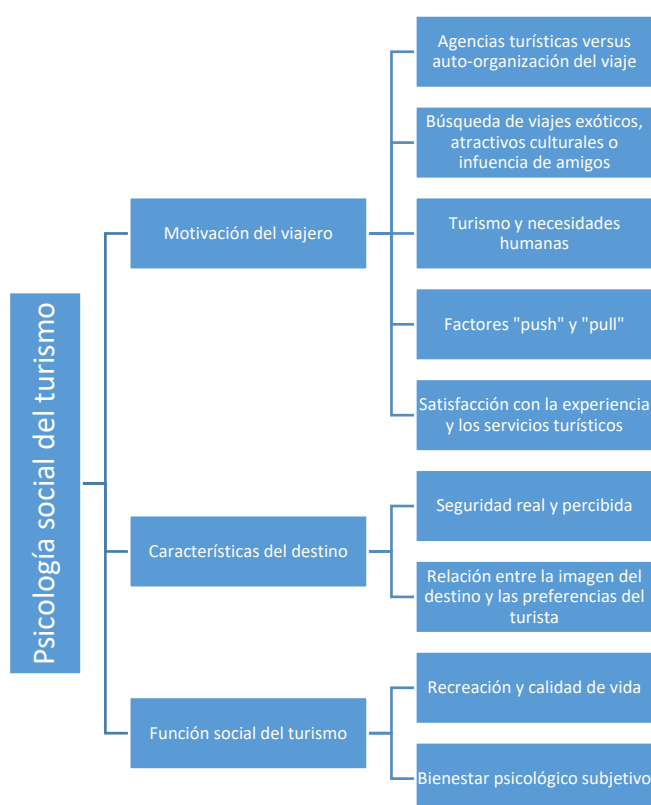 Psicología social del turismo
Motivación del viajero
Agencias turísticas versus
auto-organización del viaje
Búsqueda de viajes exóticos,
atractivos culturales o
infuencia de amigos
Turismo y necesidades
humanas
Factores "push" y "pull"
Satisfacción con la experiencia
y los servicios turísticos
Características del destino
Seguridad real y percibida
Relación entre la imagen del
destino y las preferencias del
turista
Función social del turismo
Recreación y calidad de vida
Bienestar psicológico subjetivo